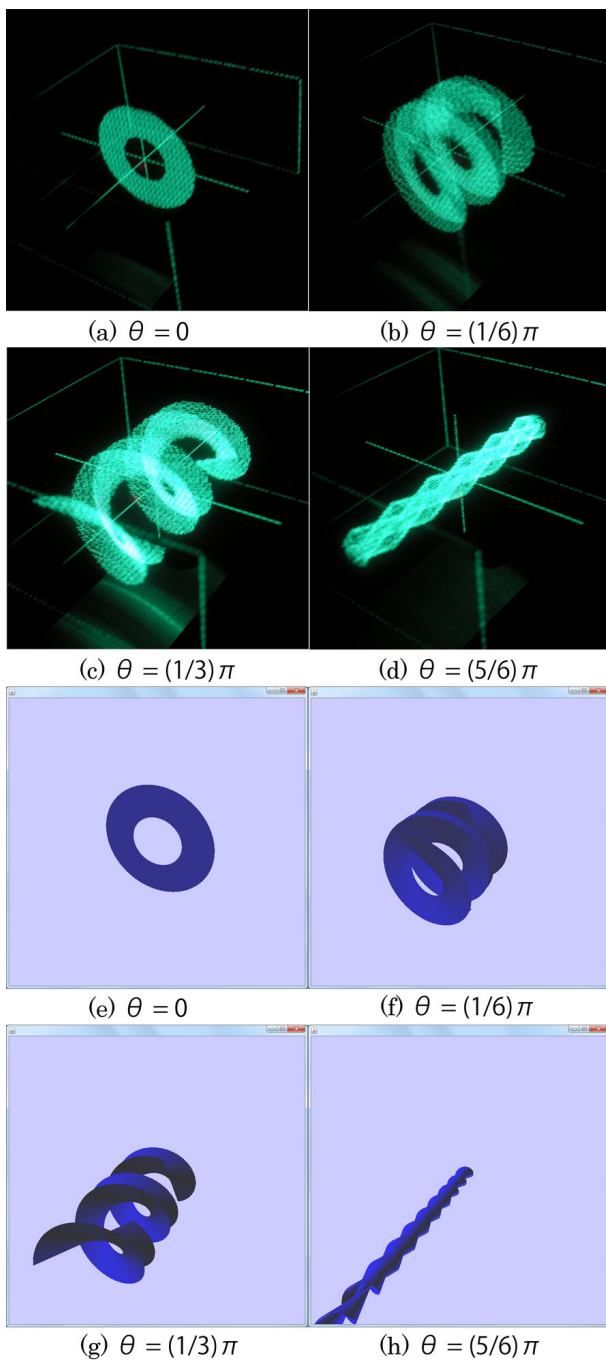 (a) θ = 0
(b) θ = (1/6) π
(c) θ = (1/3) π
(d) θ = (5/6) π
(e) θ = 0
(f) θ = (1/6) π
(g) θ = (1/3) π
(h) θ = (5/6) π